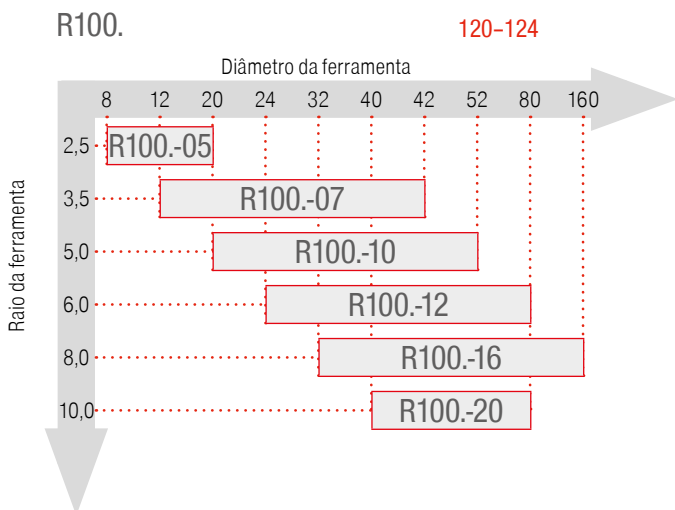 R100. 120–124
Diâmetro da ferramenta
8 12 20 24 32 40 42 52 80 160
Raio da ferramenta
2,5 R100.-05
3,5 R100.-07
5,0 R100.-10
6,0 R100.-12
8,0 R100.-16
10,0 R100.-20